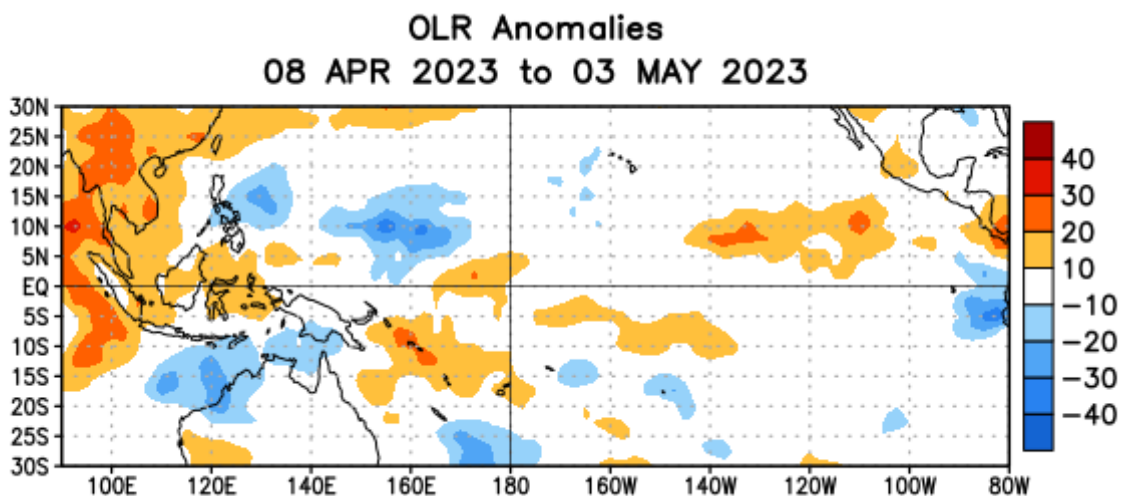 OLR Anomalies
08 APR 2023 to 03 MAY 2023
30N
25N
20N
15N
10N
5N
EQ
5S
10S
15S
20S
25S
30S
100E 120E 140E 160E 180 160W 140W 120W 100W 80W
40
30
20
10
-10
-20
-30
-40